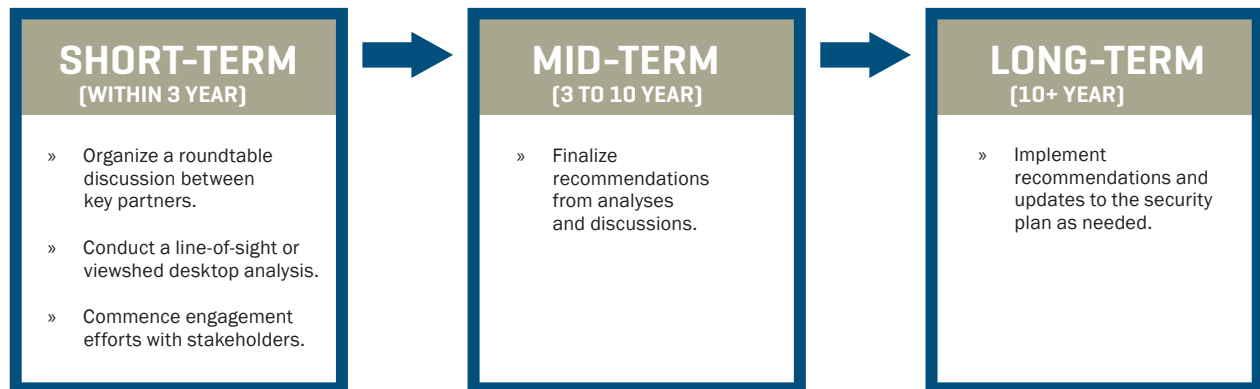 SHORT-TERM
(WITHIN 3 YEAR)
» Organize a roundtable
discussion between
key partners.
» Conduct a line-of-sight or
viewshed desktop analysis.
» Commence engagement
efforts with stakeholders.
MID-TERM
(3 TO 10 YEAR)
» Finalize
recommendations
from analyses
and discussions.
LONG-TERM
(10+ YEAR)
» Implement
recommendations and
updates to the security
plan as needed.